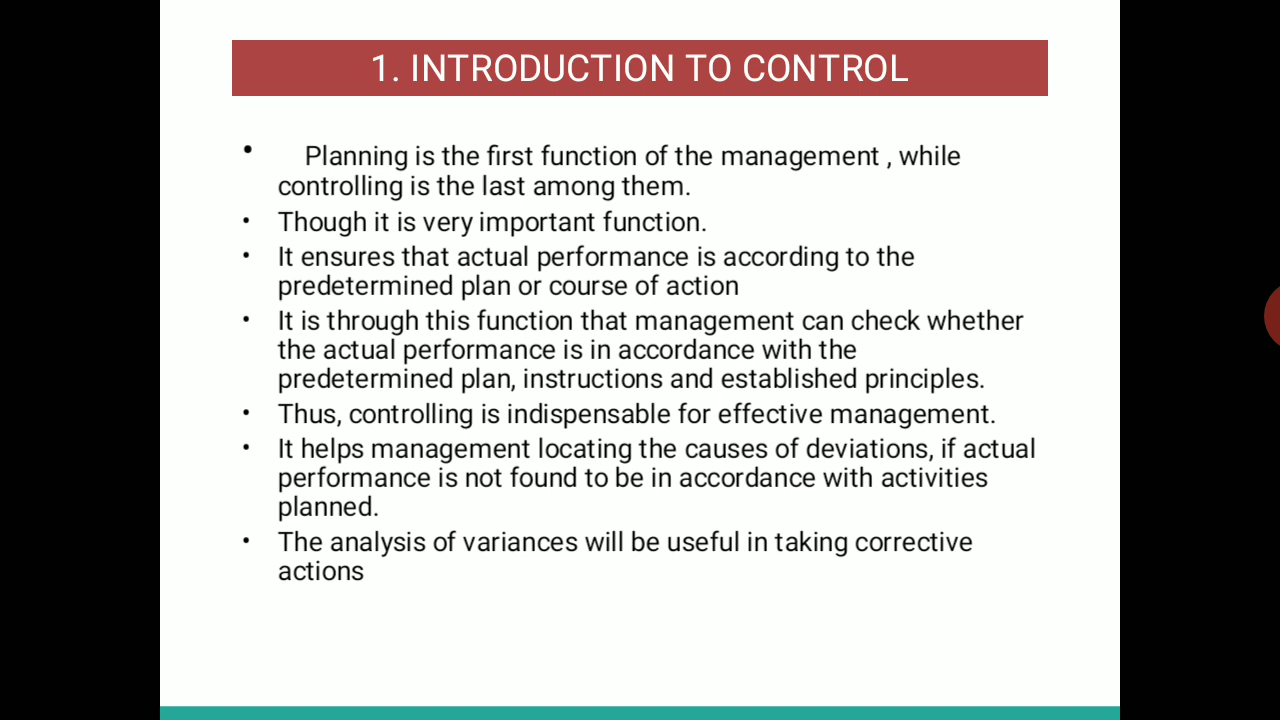 1. INTRODUCTION TO CONTROL
• Planning is the first function of the management , while
controlling is the last among them.
• Though it is very important function.
• It ensures that actual performance is according to the
predetermined plan or course of action
• It is through this function that management can check whether
the actual performance is in accordance with the
predetermined plan, instructions and established principles.
• Thus, controlling is indispensable for effective management.
• It helps management locating the causes of deviations, if actual
performance is not found to be in accordance with activities
planned.
• The analysis of variances will be useful in taking corrective
actions